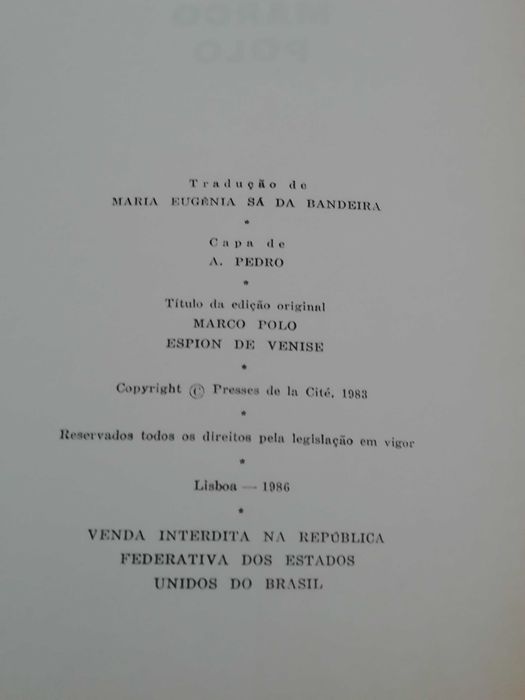 MARCO
POLO
Tradução de
MARIA EUGÉNIA SÁ DA BANDEIRA
*
Capa de
A. PEDRO
*
Título da edição original
MARCO POLO
ESPION DE VENISE
*
Copyright © Presses de la Cité, 1983
*
Reservados todos os direitos pela legislação em vigor
*
Lisboa — 1986
*
VENDA INTERDITA NA REPÚBLICA
FEDERATIVA DOS ESTADOS
UNIDOS DO BRASIL